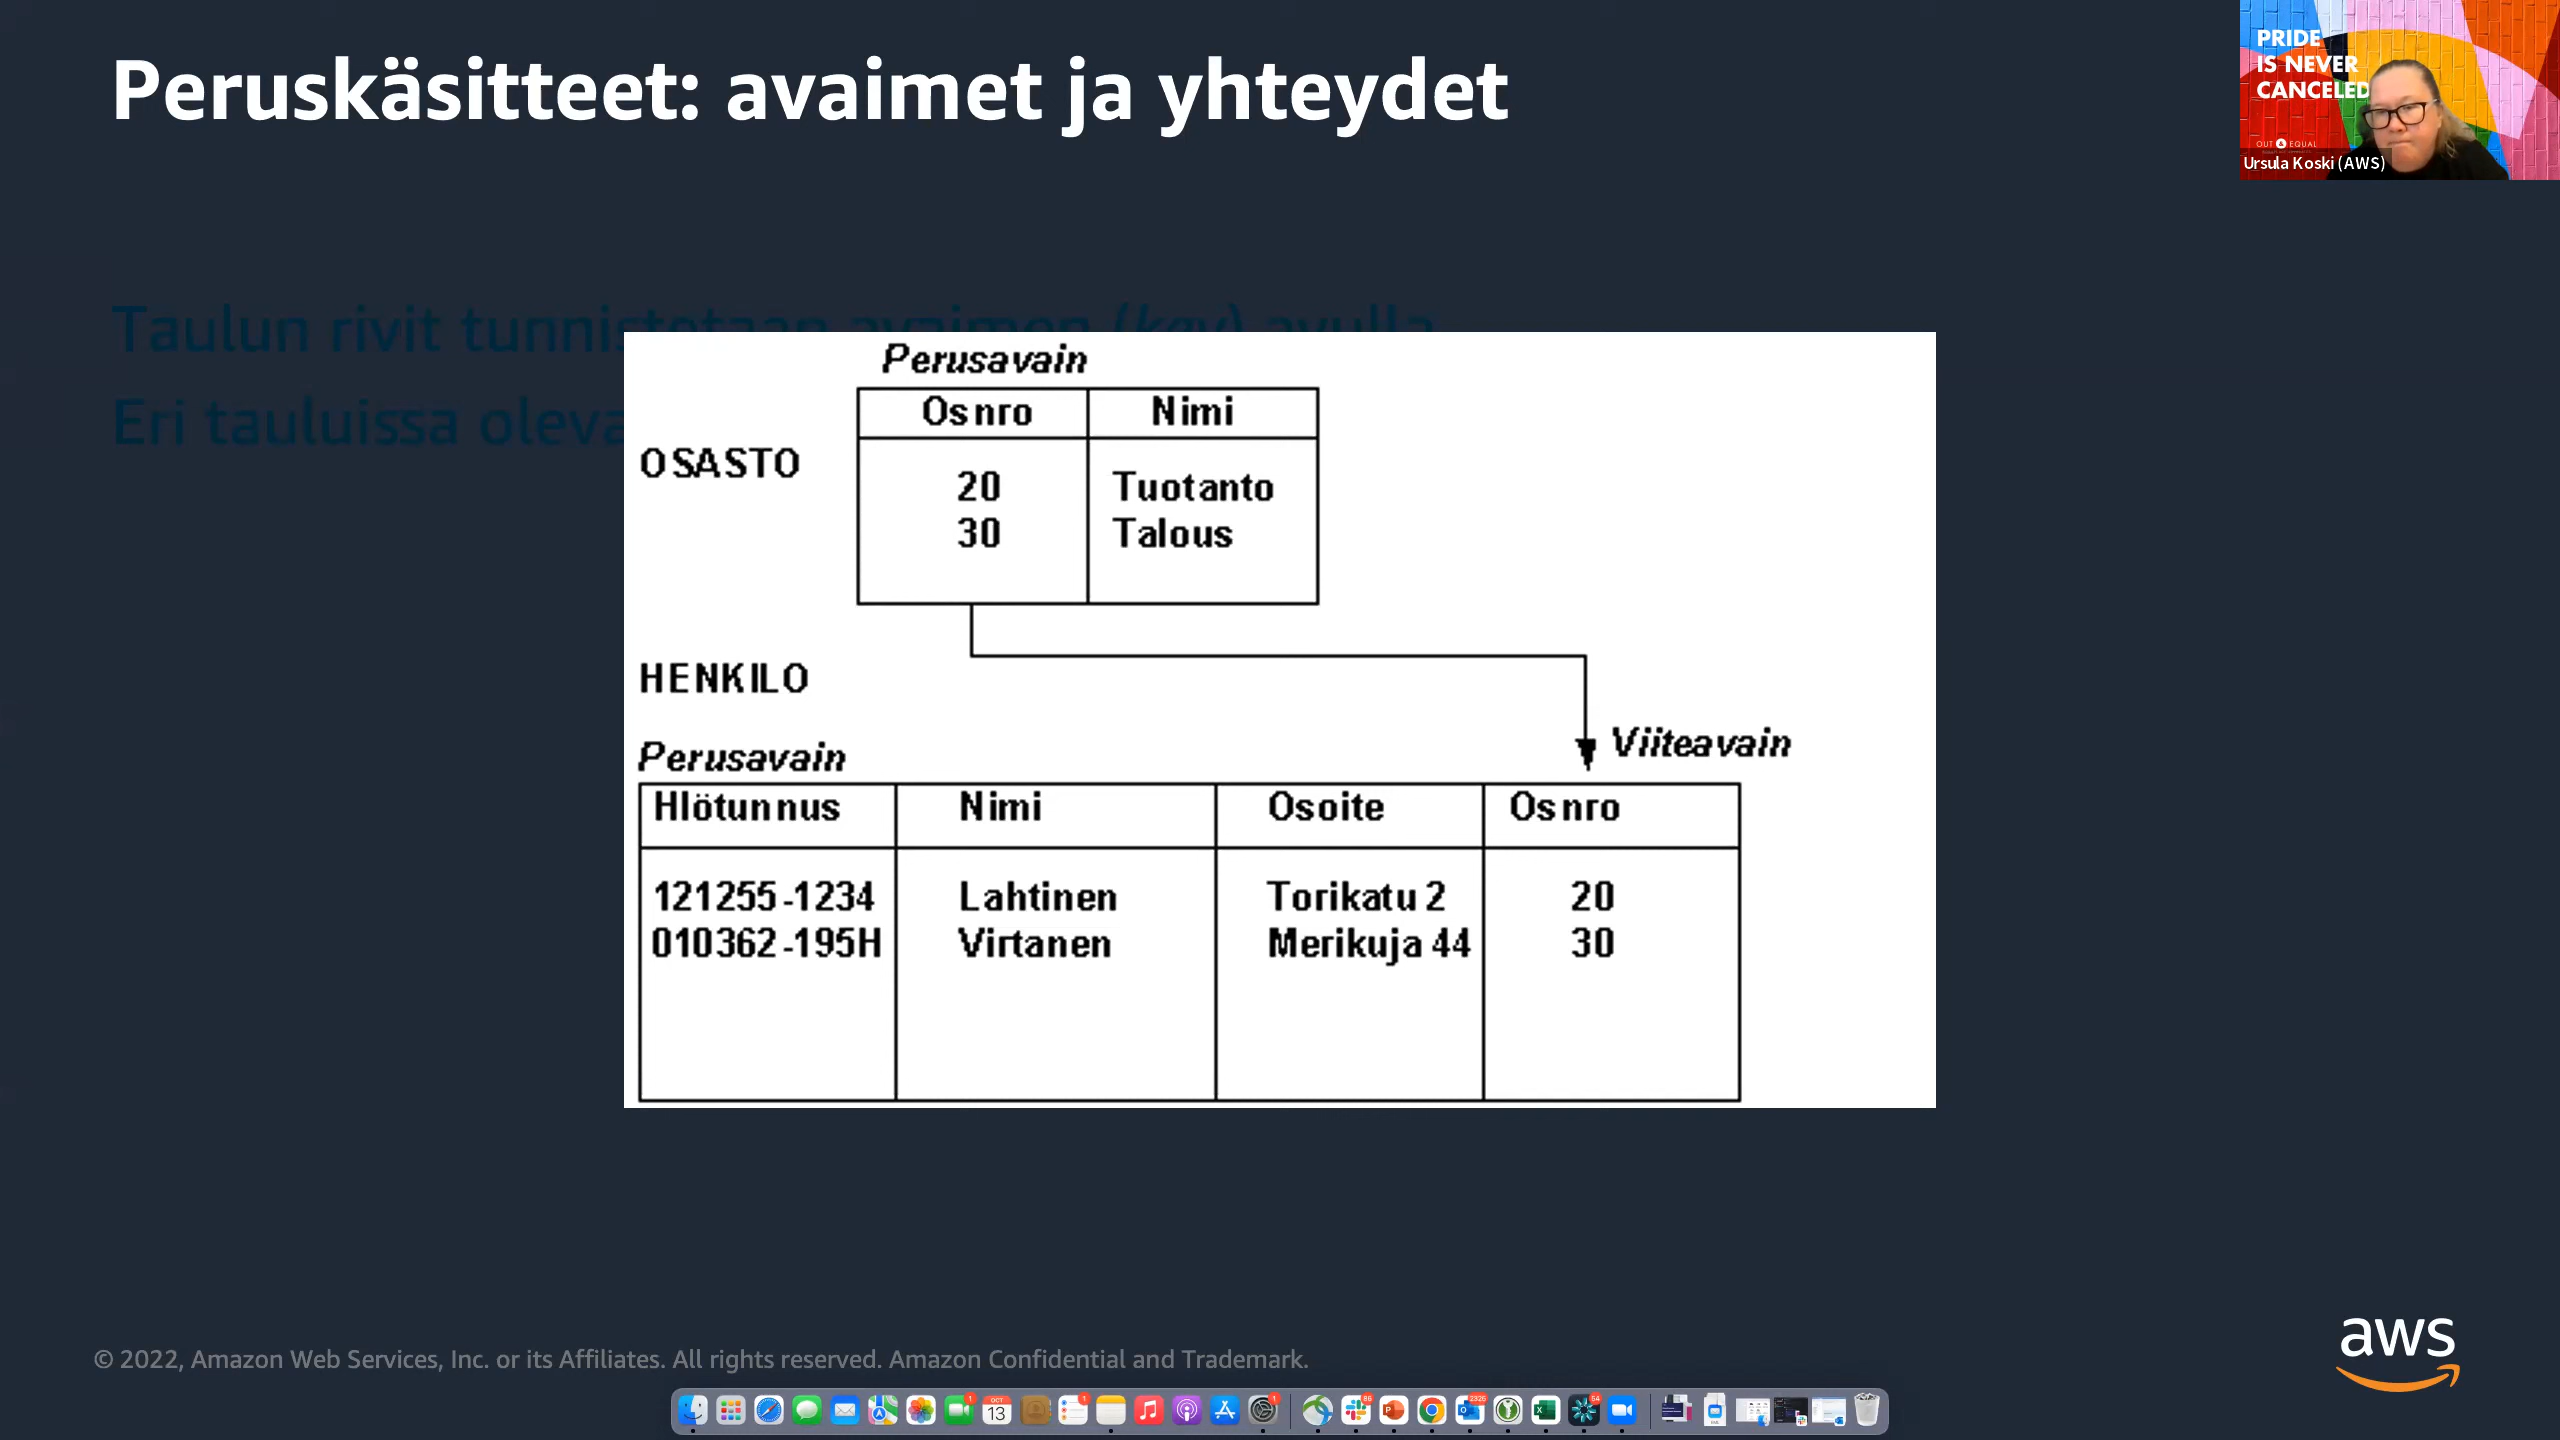 Peruskäsitteet: avaimet ja yhteydet
PRIDE
IS NEVER
CANCELED
OUT & EQUAL
Ursula Koski (AWS)
Taulun rivit tunnistetaan avaimen (key) avulla
Eri tauluissa
Perusavain
Osnro Nimi
OSASTO
20 Tuotanto
30 Talous
HENKILO
Viiteavain
Perusavain
Hlötunnus Nimi Osoite Osnro
121255-1234 Lahtinen Torikatu 2 20
010362-195H Virtanen Merikuja 44 30
© 2022, Amazon Web Services, Inc. or its Affiliates. All rights reserved. Amazon Confidential and Trademark.
aws
OCT
13